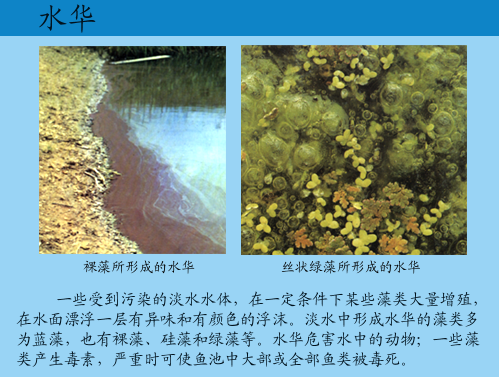 水华
裸藻所形成的水华
丝状绿藻所形成的水华
一些受到污染的淡水水体，在一定条件下某些藻类大量增殖，
在水面漂浮一层有异味和有颜色的浮沫。淡水中形成水华的藻类多
为蓝藻，也有裸藻、硅藻和绿藻等。水华危害水中的动物；一些藻
类产生毒素，严重时可使鱼池中大部或全部鱼类被毒死。